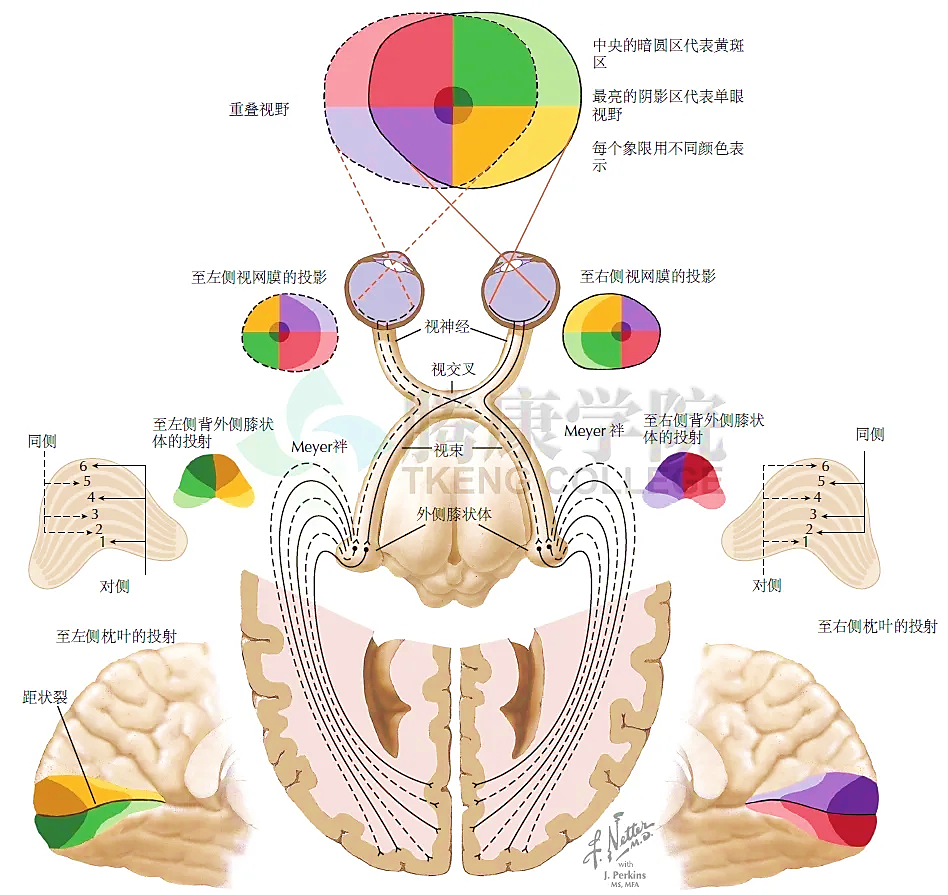 中央的暗圆区代表黄斑
区
重叠视野
最亮的阴影区代表单眼
视野
每个象限用不同颜色表
示
至左侧视网膜的投影
至右侧视网膜的投影
视神经
视交叉
腾康学院
TKENG COLLEGE
至左侧背外侧膝状
体的投射
Meyer袢
Meyer 袢
至右侧背外侧膝状
体的投射
同侧
同侧
视束
6
5
4
3
2
1
6
5
4
3
2
1
外侧膝状体
对侧
对侧
至左侧枕叶的投射
至右侧枕叶的投射
距状裂
F. Netter
M.D.
with
J. Perkins
MS, MFA